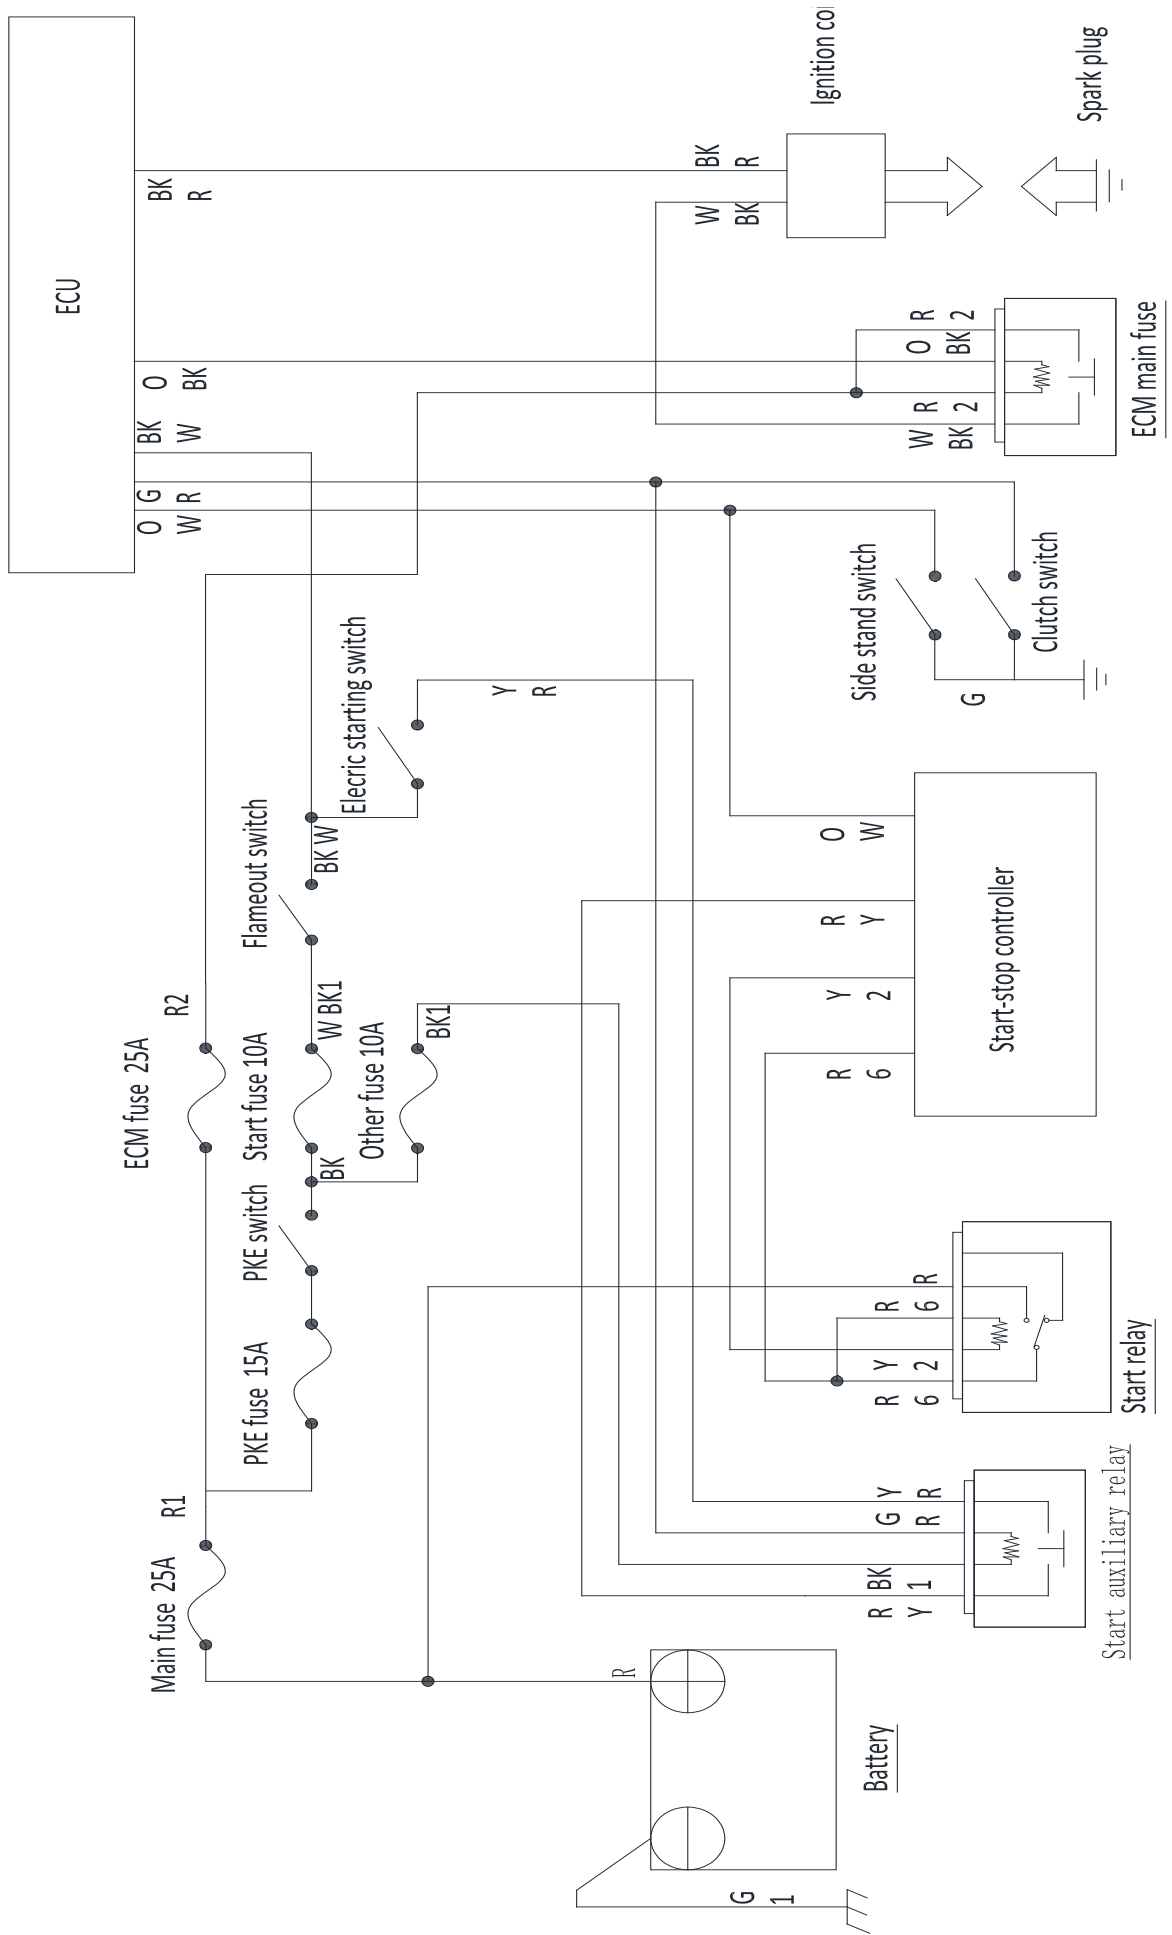 ECU
Main fuse 25A
R1
ECM fuse 25A
R2
O
W
G
R
BK
W
O
BK
BK
R
PKE fuse 15A
PKE switch
Start fuse 10A
Flameout switch
BK
W BK1
BK W
Other fuse 10A
BK1
Elecric starting switch
Y
R
R
G
1
W
BK
BK
R
Ignition co
O
W
R
Y
Y
2
R
6
R
Y
BK
1
G
R
Y
R
R
6
Y
2
R
6
R
Side stand switch
Clutch switch
G
W
BK
R
2
O
BK
R
2
Battery
Start auxiliary relay
Start relay
Start-stop controller
ECM main fuse
Spark plug